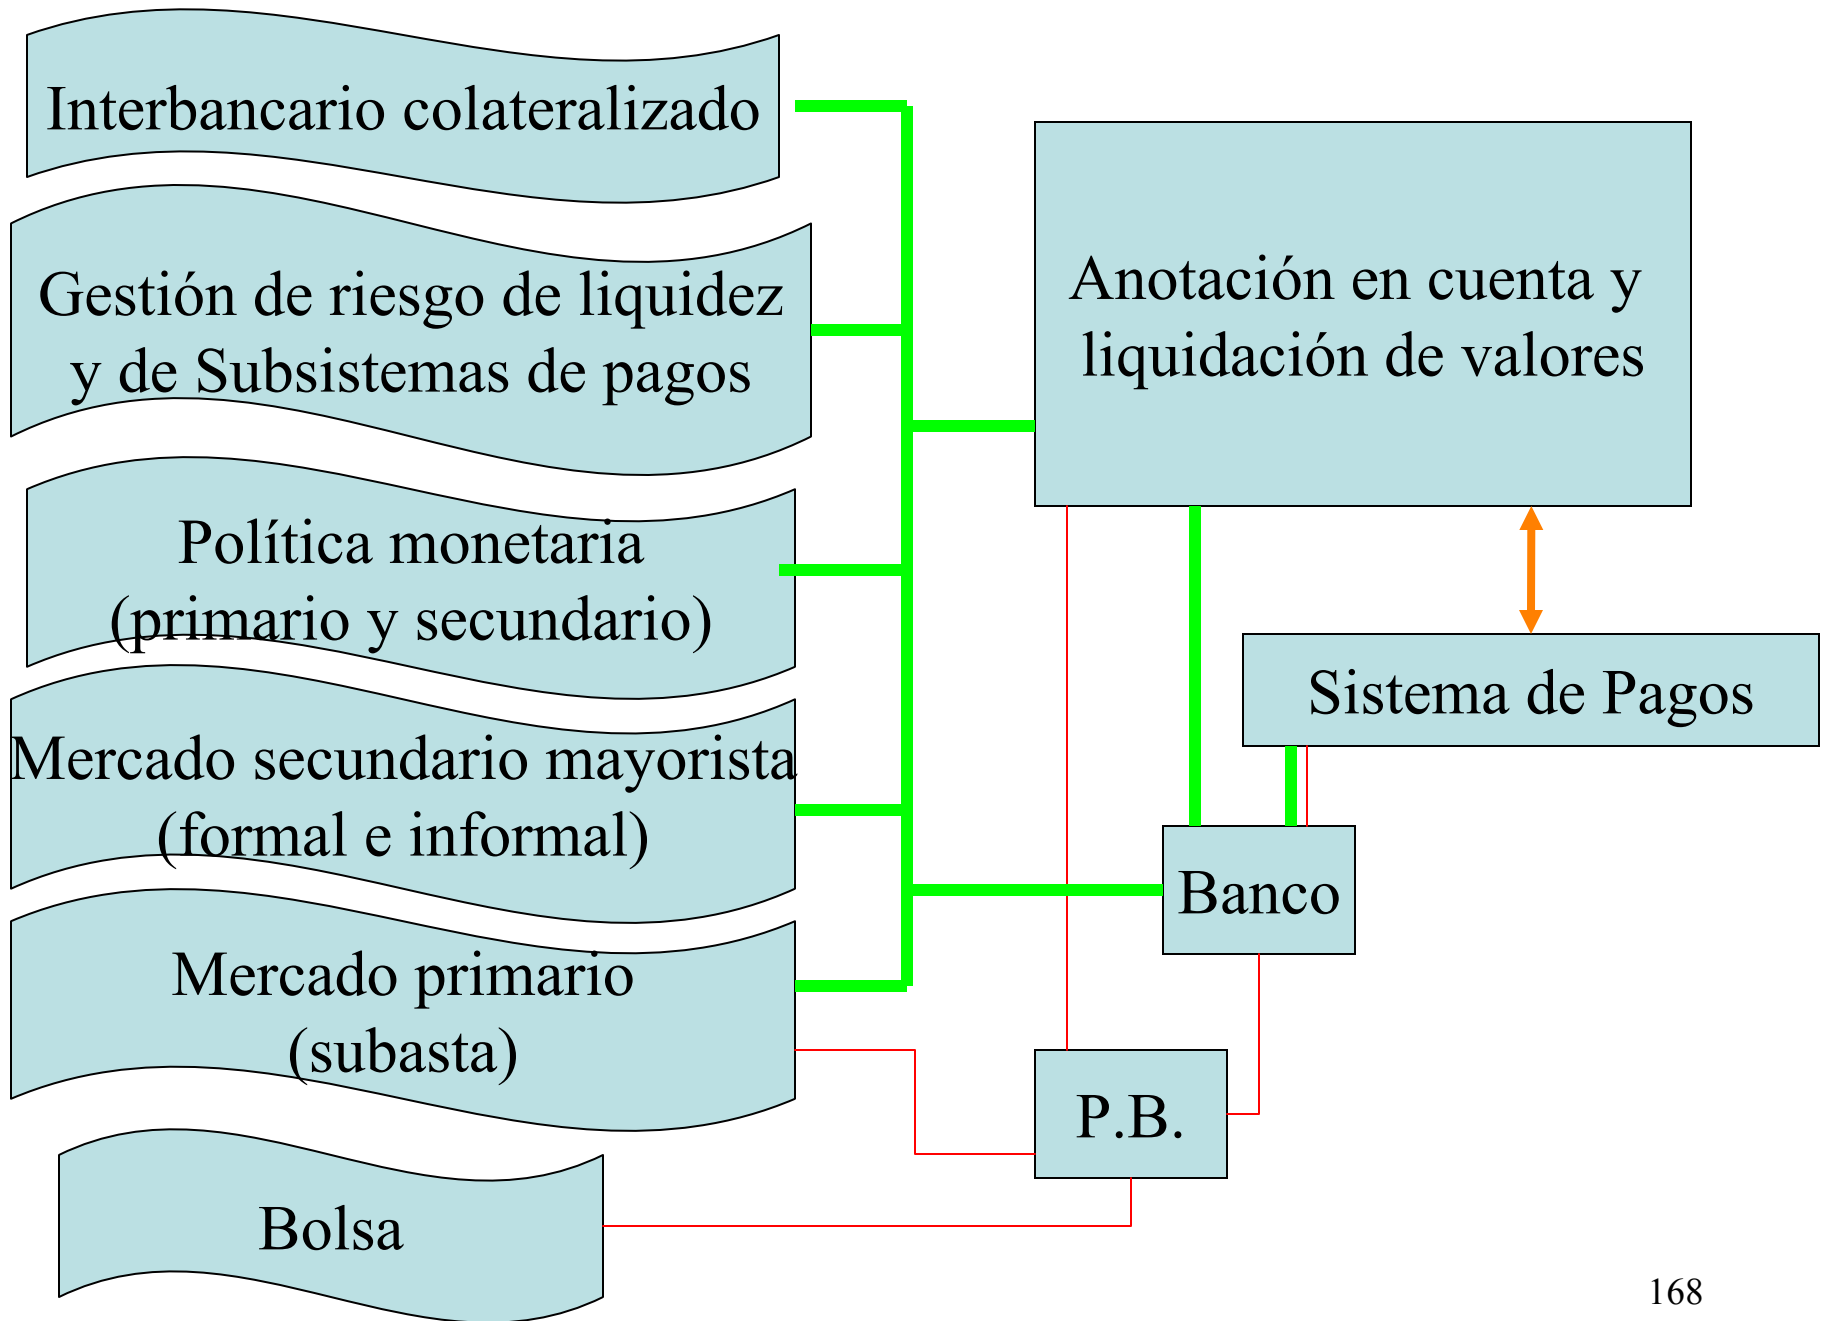 Interbancario colateralizado
Gestión de riesgo de liquidez
y de Subsistemas de pagos
Política monetaria
(primario y secundario)
Mercado secundario mayorista
(formal e informal)
Mercado primario
(subasta)
Bolsa
Anotación en cuenta y
liquidación de valores
Sistema de Pagos
Banco
P.B.
168